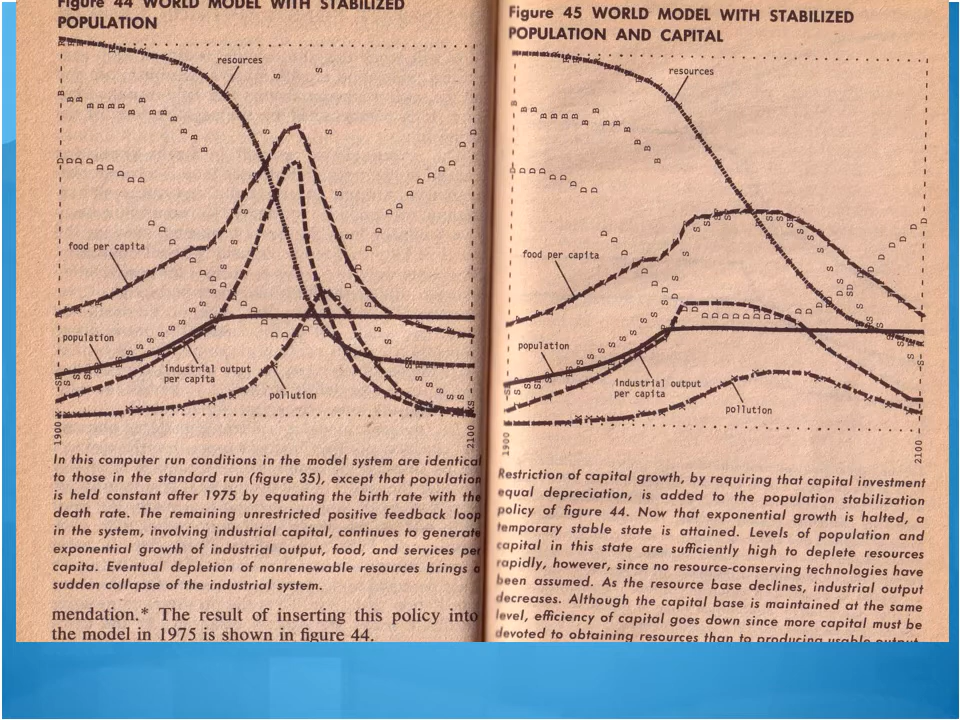 Figure 44 WORLD MODEL WITH STABILIZED
POPULATION
resources
food per capita
population
industrial output
per capita
pollution
1900
2100
In this computer run conditions in the model system are identical
to those in the standard run (figure 35), except that population
is held constant after 1975 by equating the birth rate with the
death rate. The remaining unrestricted positive feedback loop
in the system, involving industrial capital, continues to generate
exponential growth of industrial output, food, and services per
capita. Eventual depletion of nonrenewable resources brings a
sudden collapse of the industrial system.
mendation.* The result of inserting this policy into
the model in 1975 is shown in figure 44.
Figure 45 WORLD MODEL WITH STABILIZED
POPULATION AND CAPITAL
resources
food per capita
population
industrial output
per capita
pollution
1900
2100
Restriction of capital growth, by requiring that capital investment
equal depreciation, is added to the population stabilization
policy of figure 44. Now that exponential growth is halted, a
temporary stable state is attained. Levels of population and
capital in this state are sufficiently high to deplete resources
rapidly, however, since no resource-conserving technologies have
been assumed. As the resource base declines, industrial output
decreases. Although the capital base is maintained at the same
level, efficiency of capital goes down since more capital must be
devoted to obtaining resources than to producing usable output.